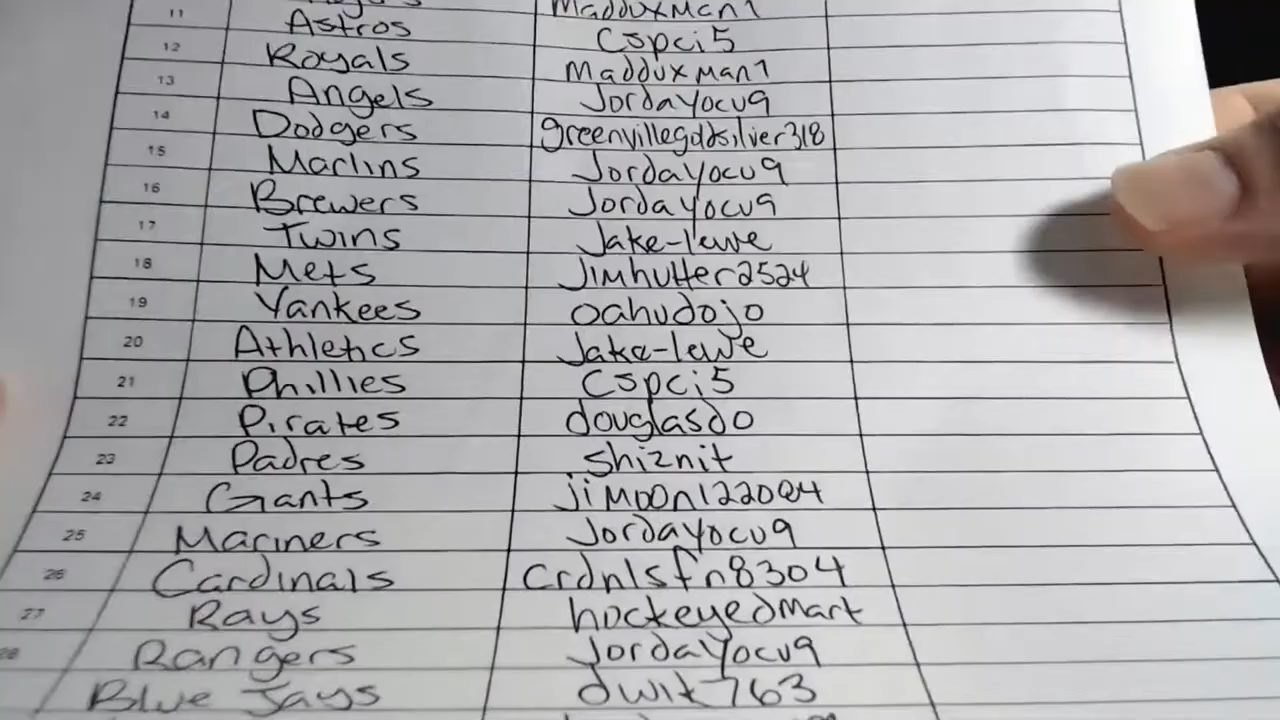 11 Madduxman1
Astros Cspci5
12 Royals Madduxman1
13 Angels Jordayocu9
14 Dodgers greenvillegoldsilver318
15 Marlins Jordayocu9
16 Brewers Jordayocu9
17 Twins Jake-lewe
18 Mets Jimhutter2524
19 Yankees oahudojo
20 Athletics Jake-lewe
21 Phillies Cspci5
22 Pirates douglasdo
23 Padres Shiznit
24 Giants jimoon122084
25 Mariners Jordayocu9
26 Cardinals Crdnlsfn8304
27 Rays hockeyedmart
28 Rangers Jordayocu9
Blue Jays dwit763